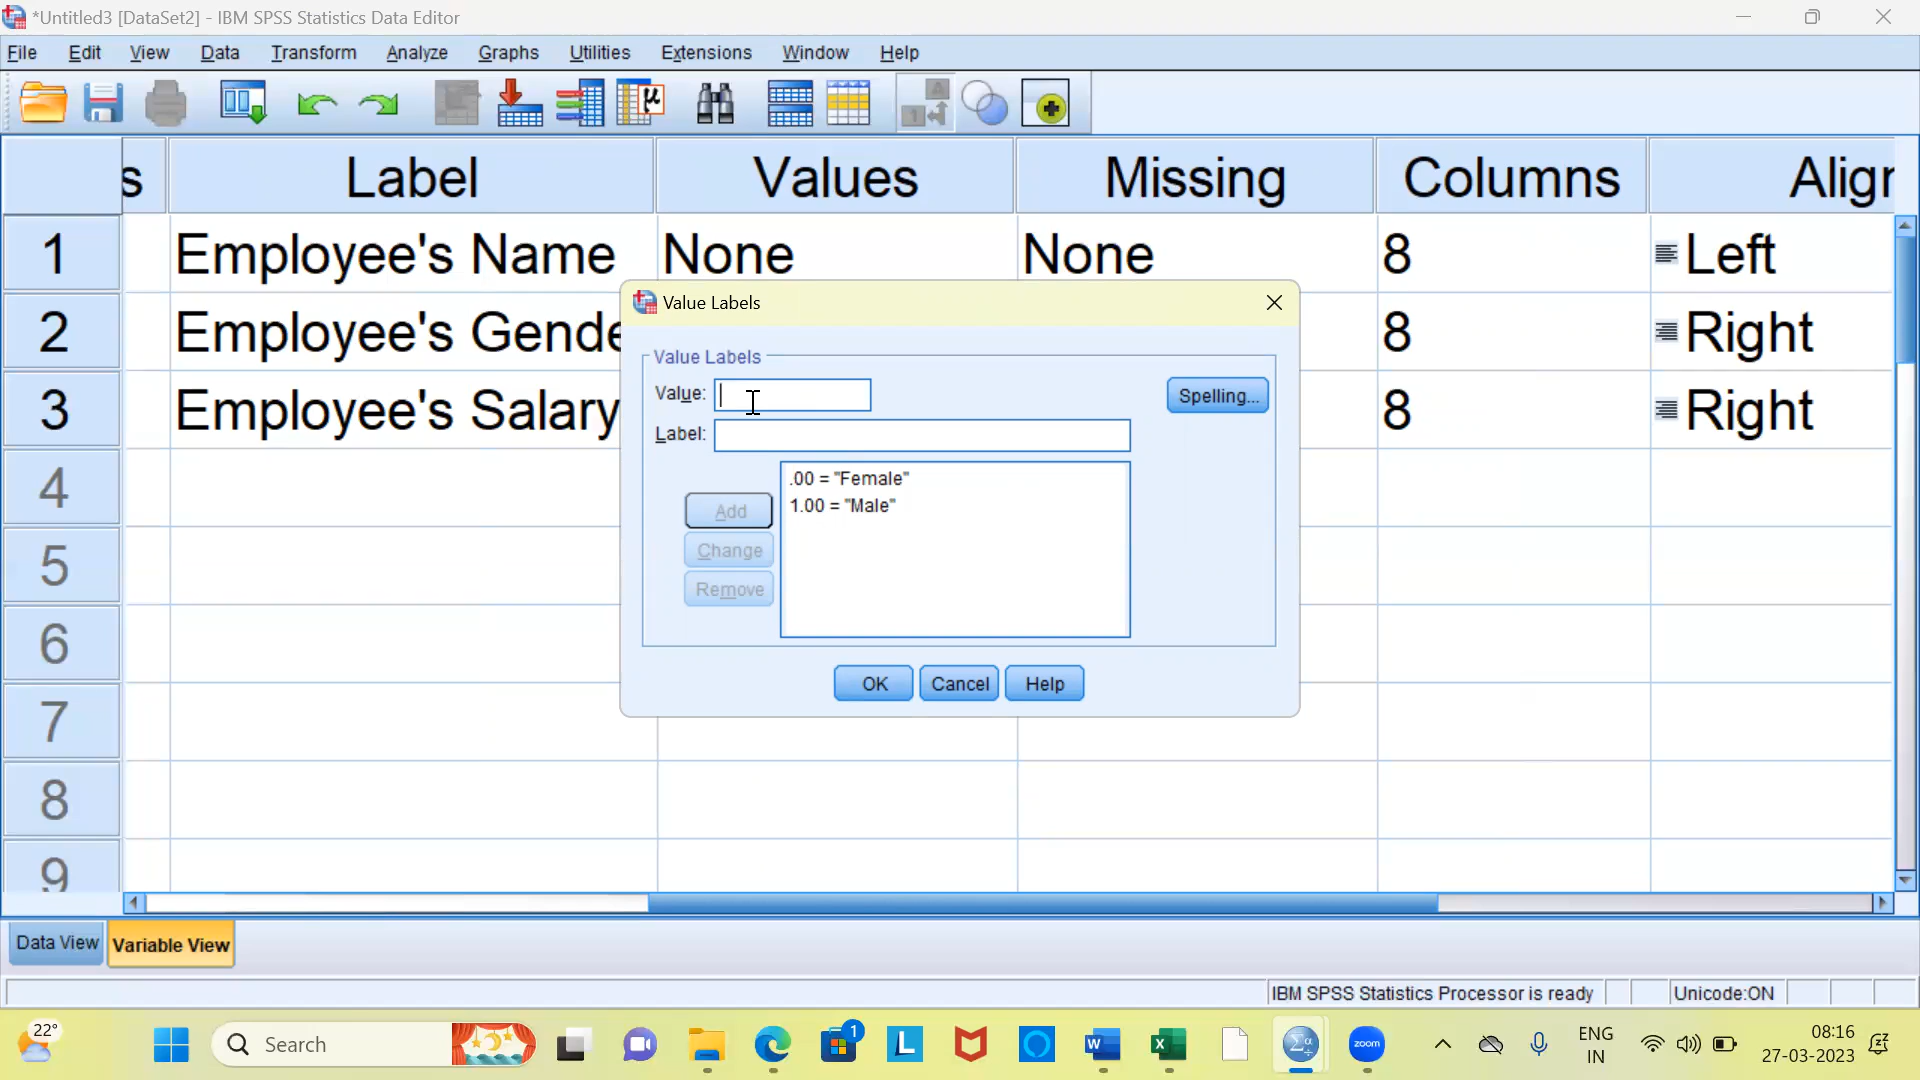 *Untitled3 [DataSet2] - IBM SPSS Statistics Data Editor
File Edit View Data Transform Analyze Graphs Utilities Extensions Window Help
s Label Values Missing Columns Aligr
1 Employee's Name None None 8 Left
2 Employee's Gende 8 Right
3 Employee's Salary 8 Right
4
5
6
7
8
9
Value Labels
Value Labels
Value: Spelling...
Label:
.00 = "Female"
1.00 = "Male"
Add
Change
Remove
OK Cancel Help
Data View Variable View
IBM SPSS Statistics Processor is ready Unicode:ON
22° Search 1 L W X Σα zoom ENG IN 08:16
27-03-2023